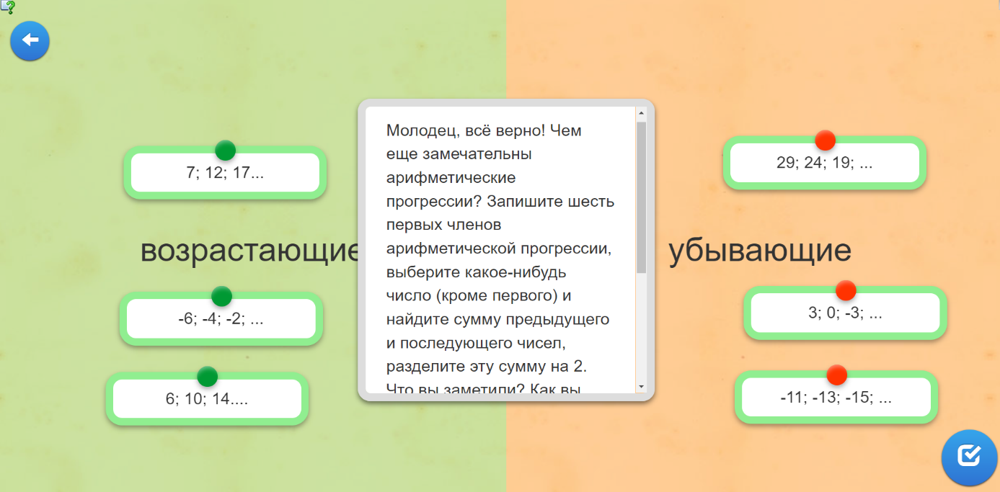 7; 12; 17...
возрастающие
-6; -4; -2; ...
6; 10; 14....
Молодец, всё верно! Чем
еще замечательны
арифметические
прогрессии? Запишите шесть
первых членов
арифметической прогрессии,
выберите какое-нибудь
число (кроме первого) и
найдите сумму предыдущего
и последующего чисел,
разделите эту сумму на 2.
Что вы заметили? Как вы
29; 24; 19; ...
убывающие
3; 0; -3; ...
-11; -13; -15; ...